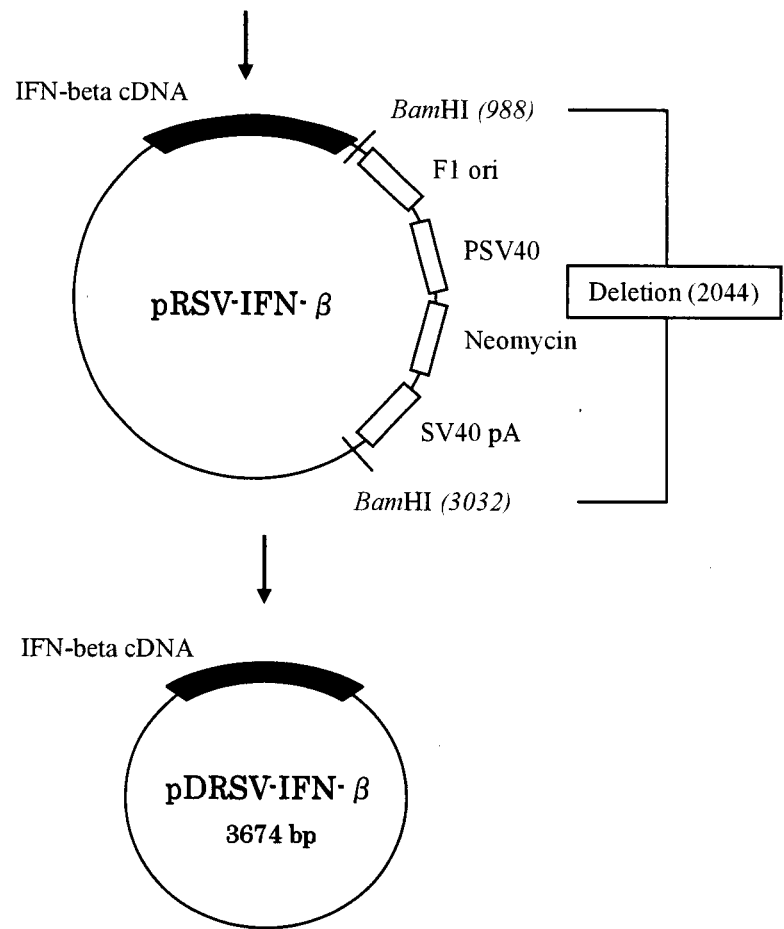 IFN-beta cDNA
BamHI (988)
F1 ori
PSV40
Deletion (2044)
pRSV-IFN- β
Neomycin
SV40 pA
BamHI (3032)
IFN-beta cDNA
pDRSV-IFN- β
3674 bp